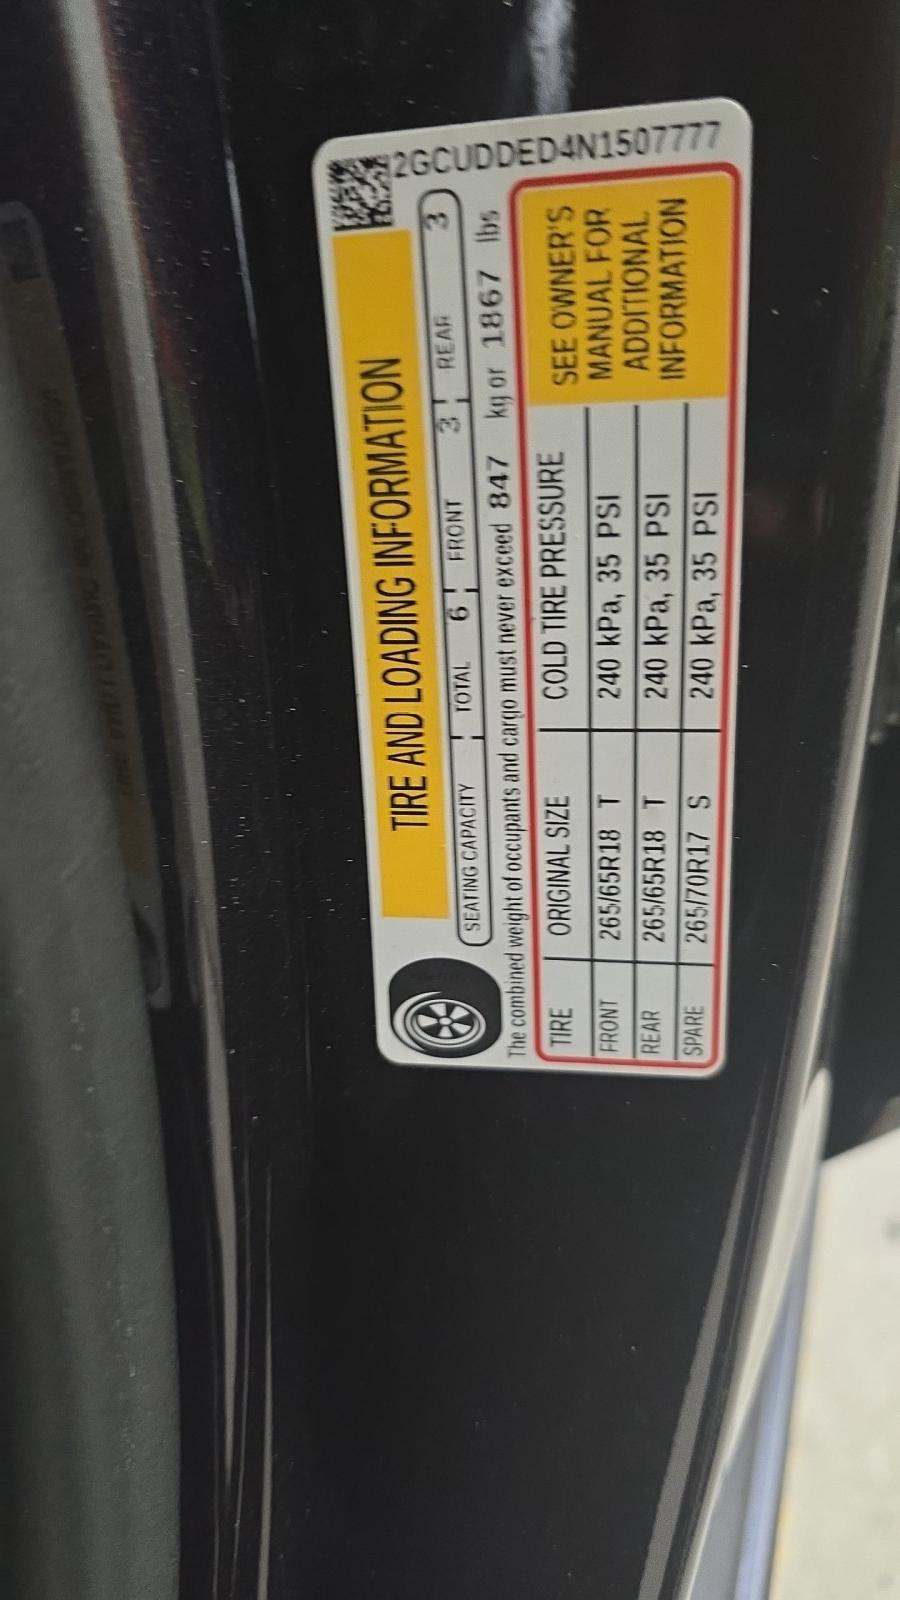 2GCUDDED4N1507777
TIRE AND LOADING INFORMATION
SEATING CAPACITY TOTAL 6 FRONT 3 REAR 3
The combined weight of occupants and cargo must never exceed 847 kg or 1867 lbs
TIRE ORIGINAL SIZE COLD TIRE PRESSURE
FRONT 265/65R18 T 240 kPa, 35 PSI
REAR 265/65R18 T 240 kPa, 35 PSI
SPARE 265/70R17 S 240 kPa, 35 PSI
SEE OWNER'S
MANUAL FOR
ADDITIONAL
INFORMATION